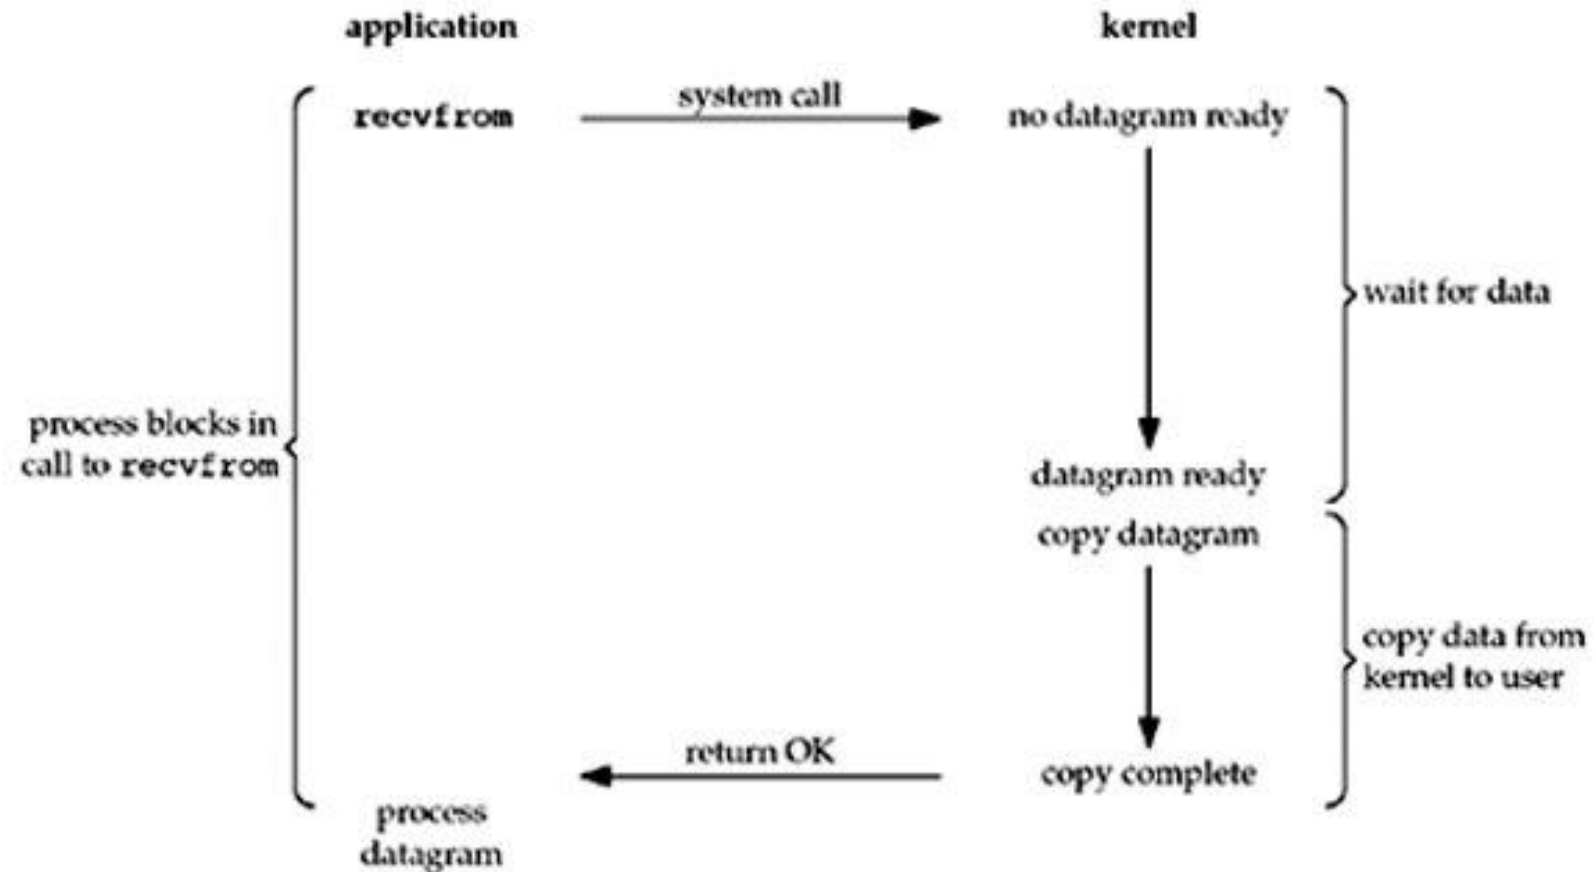 application
kernel
recvfrom
system call
no datagram ready
wait for data
process blocks in
call to recvfrom
datagram ready
copy datagram
copy data from
kernel to user
return OK
copy complete
process
datagram